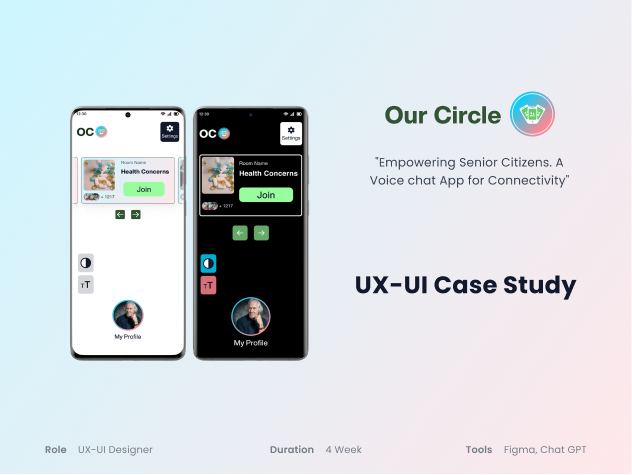 12:30
OC
Settings
Room Name
Health Concerns
Join
+ 1217
TT
My Profile
12:30
OC
Settings
Room Name
Health Concerns
Join
+ 1217
TT
My Profile
Our Circle
"Empowering Senior Citizens. A
Voice chat App for Connectivity"
UX-UI Case Study
Role UX-UI Designer
Duration 4 Week
Tools Figma, Chat GPT